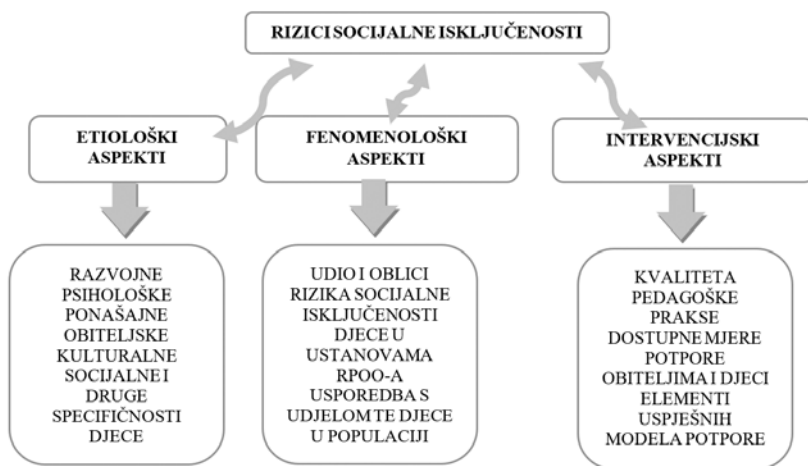 RIZICI SOCIJALNE ISKLJUČENOSTI
ETIOLOŠKI
ASPEKTI
FENOMENOLOŠKI
ASPEKTI
INTERVENCIJSKI
ASPEKTI
RAZVOJNE
PSIHOLOŠKE
PONAŠAJNE
OBITELJSKE
KULTURALNE
SOCIJALNE I
DRUGE
SPECIFIČNOSTI
DJECE
UDIO I OBLICI
RIZIKA SOCIJALNE
ISKLJUČENOSTI
DJECE U
USTANOVAMA
RPOO-A
USPOREDBA S
UDJELOM TE DJECE
U POPULACIJI
KVALITETA
PEDAGOŠKE
PRAKSE
DOSTUPNE MJERE
POTPORE
OBITELJIMA I DJECI
ELEMENTI
USPJEŠNIH
MODELA POTPORE